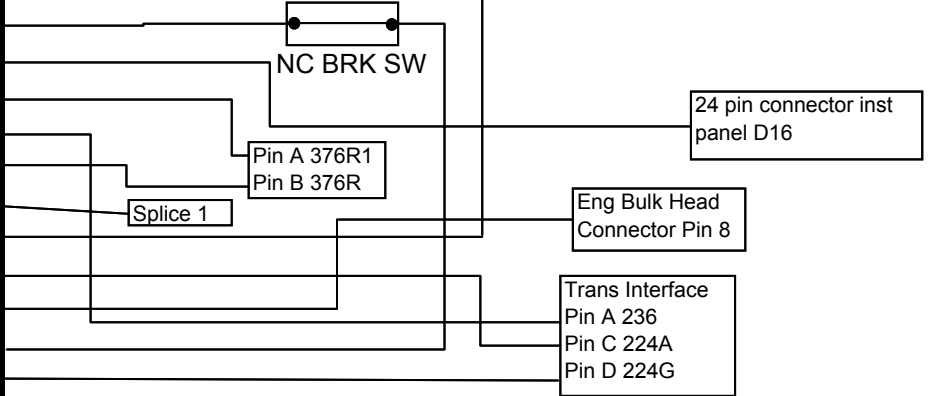 NC BRK SW
24 pin connector inst
panel D16
Pin A 376R1
Pin B 376R
Splice 1
Eng Bulk Head
Connector Pin 8
Trans Interface
Pin A 236
Pin C 224A
Pin D 224G